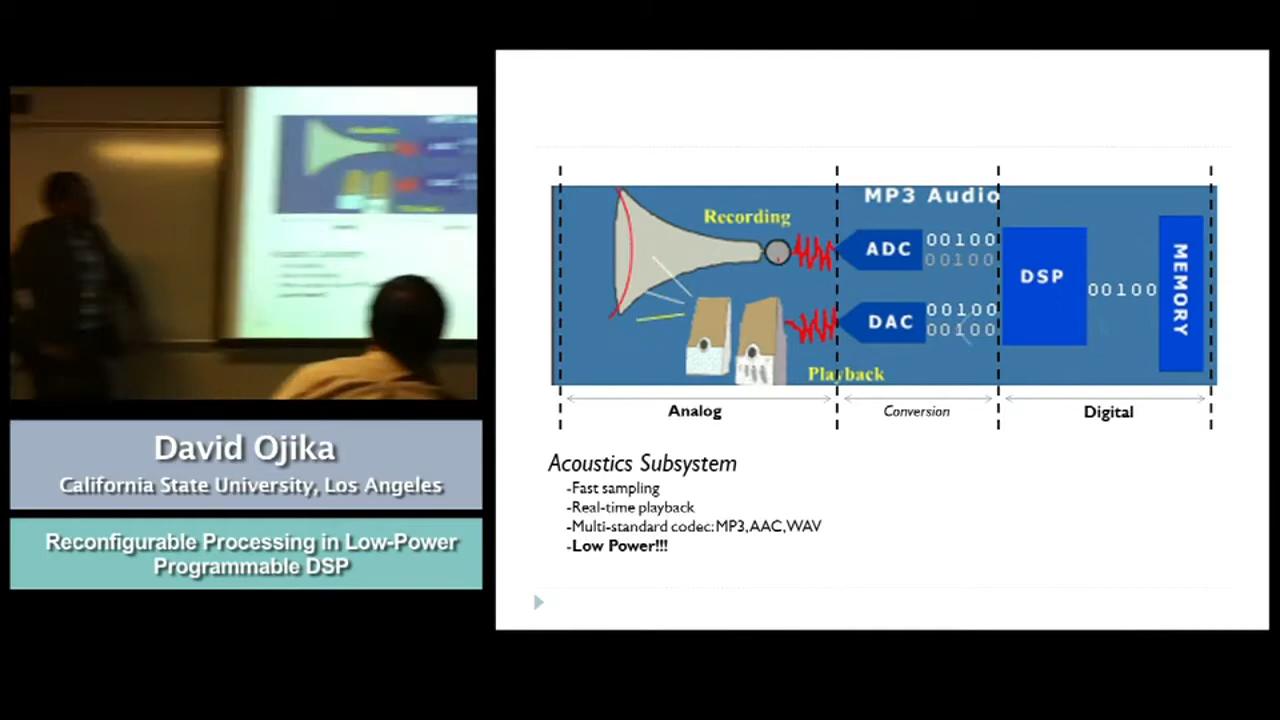 David Ojika
California State University, Los Angeles
Reconfigurable Processing in Low-Power
Programmable DSP
MP3 Audio
Recording
ADC
00100
00100
DSP
00100
MEMORY
DAC
00100
00100
Playback
Analog
Conversion
Digital
Acoustics Subsystem
-Fast sampling
-Real-time playback
-Multi-standard codec: MP3, AAC, WAV
-Low Power!!!